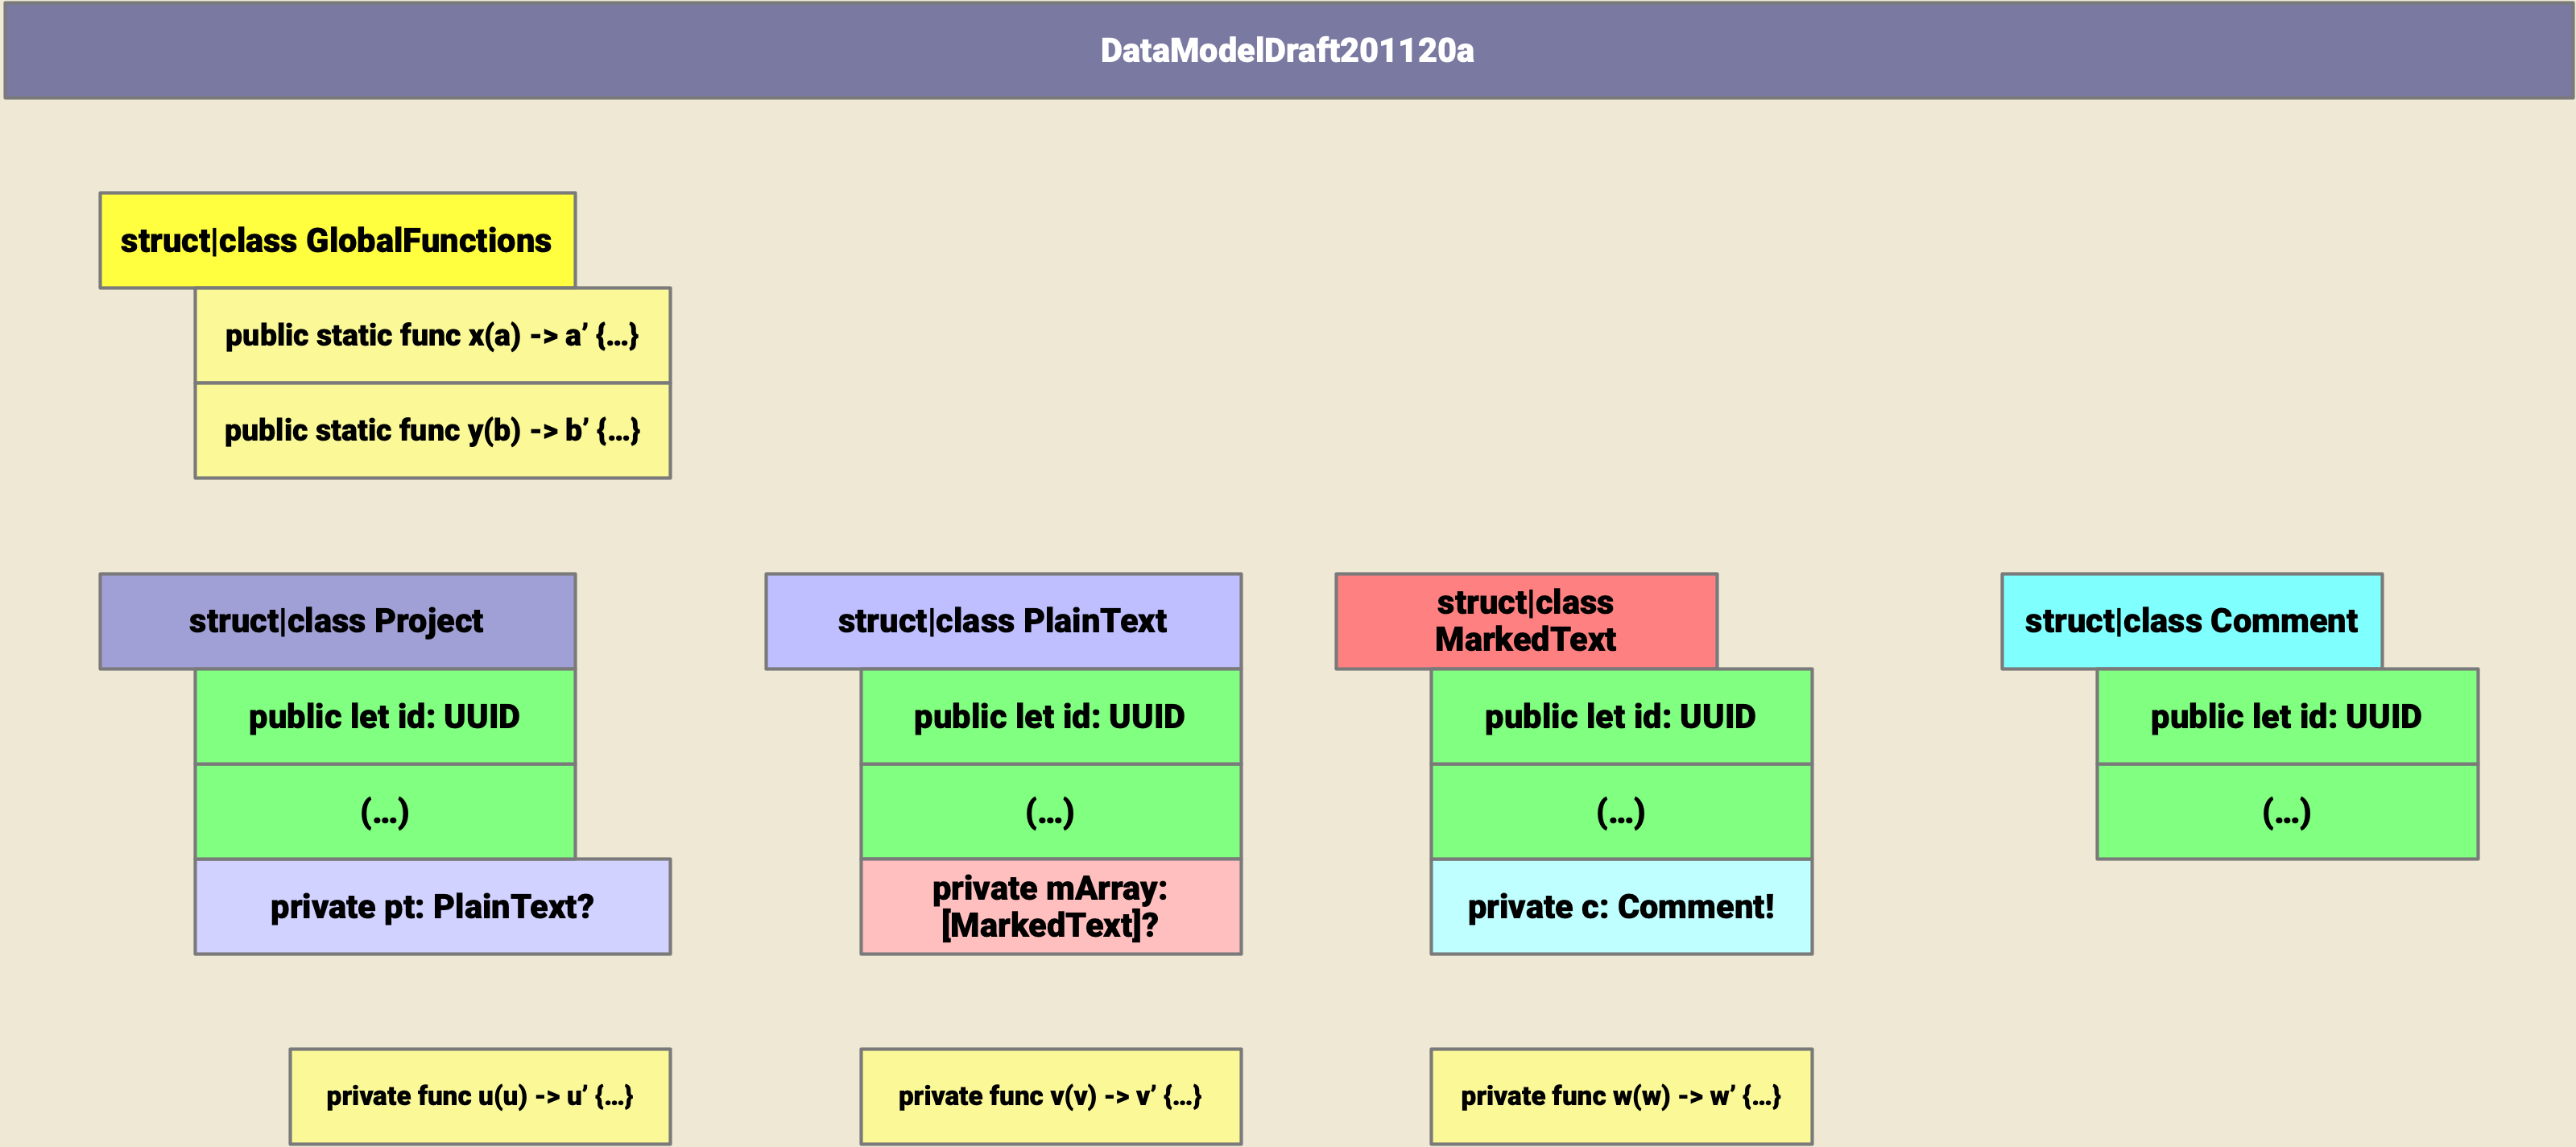 DataModelDraft201120a
struct|class GlobalFunctions
public static func x(a) -> a’ {…}
public static func y(b) -> b’ {…}
struct|class Project
public let id: UUID
(…)
private pt: PlainText?
private func u(u) -> u’ {…}
struct|class PlainText
public let id: UUID
(…)
private mArray:
[MarkedText]?
private func v(v) -> v’ {…}
struct|class
MarkedText
public let id: UUID
(…)
private c: Comment!
private func w(w) -> w’ {…}
struct|class Comment
public let id: UUID
(…)